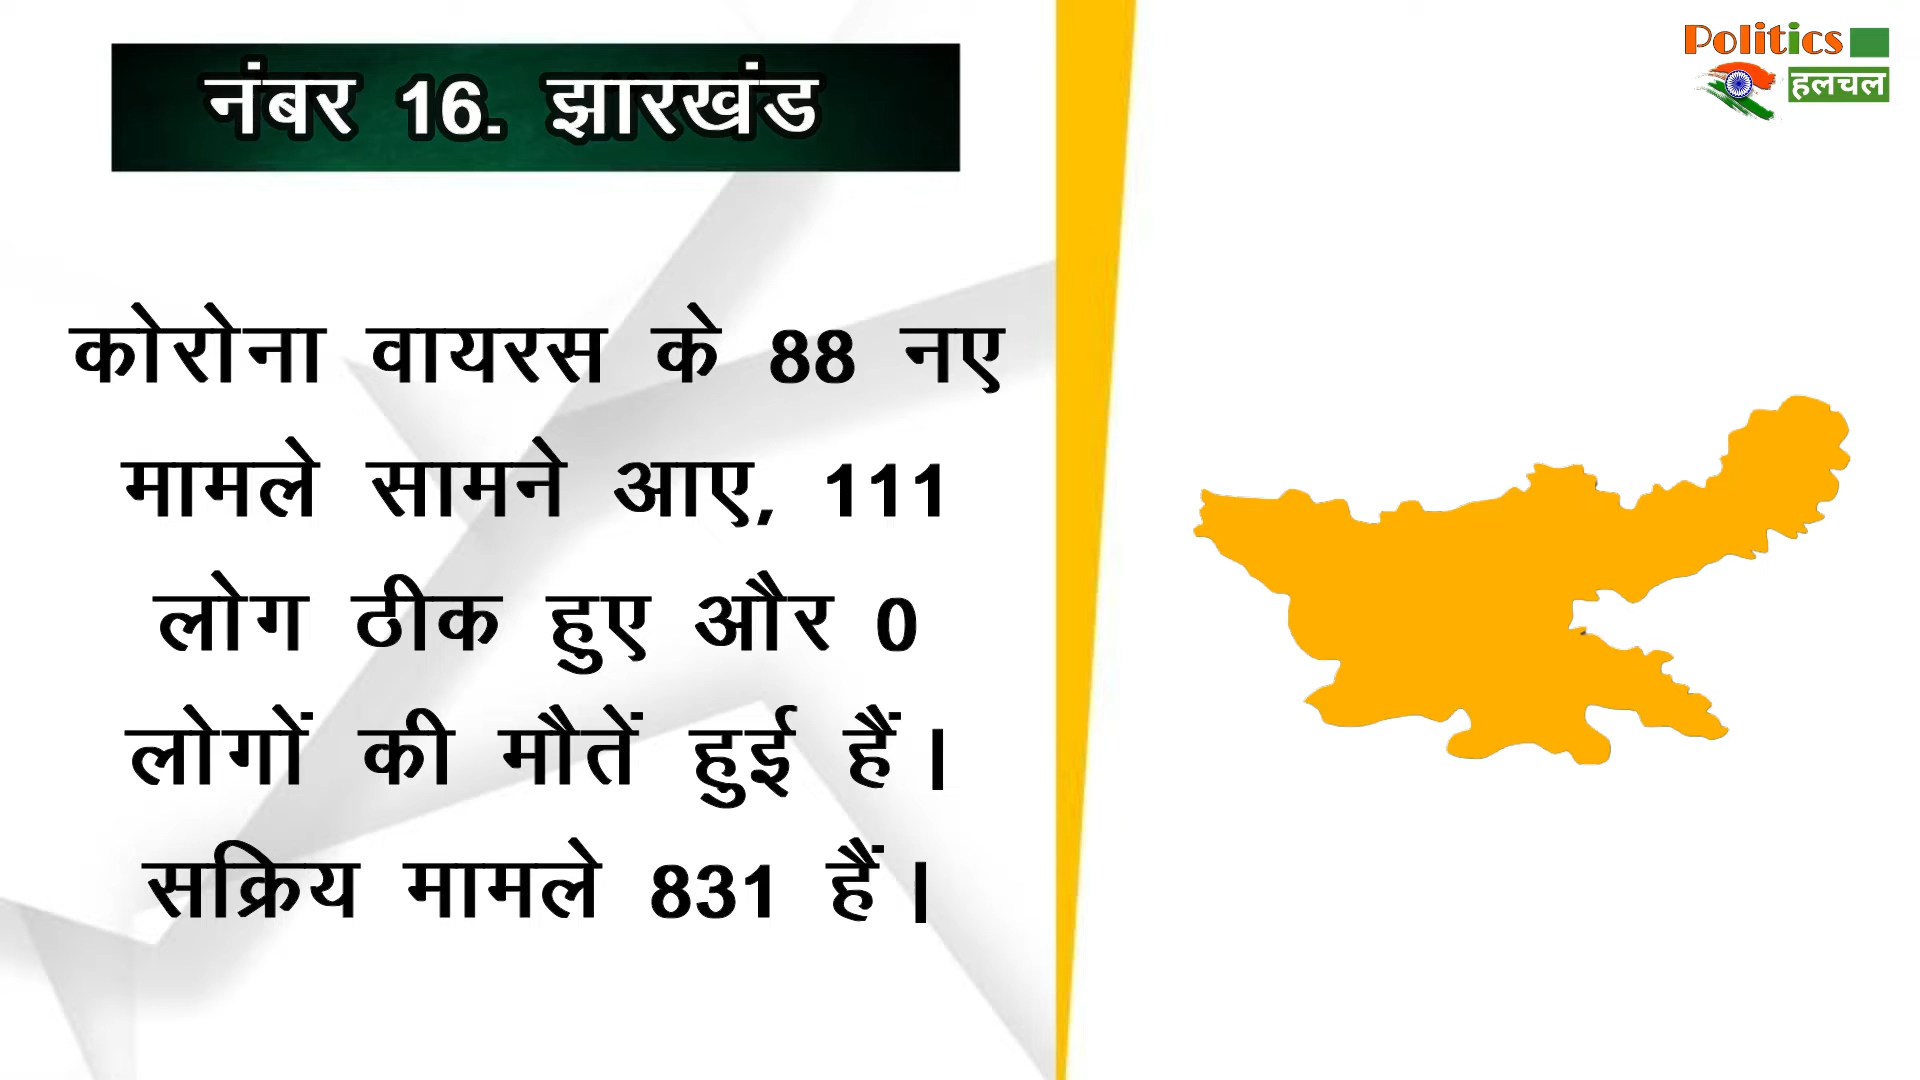 नंबर 16. झारखंड
Politics
हलचल
कोरोना वायरस के 88 नए
मामले सामने आए, 111
लोग ठीक हुए और 0
लोगों की मौतें हुई हैं।
सक्रिय मामले 831 हैं।